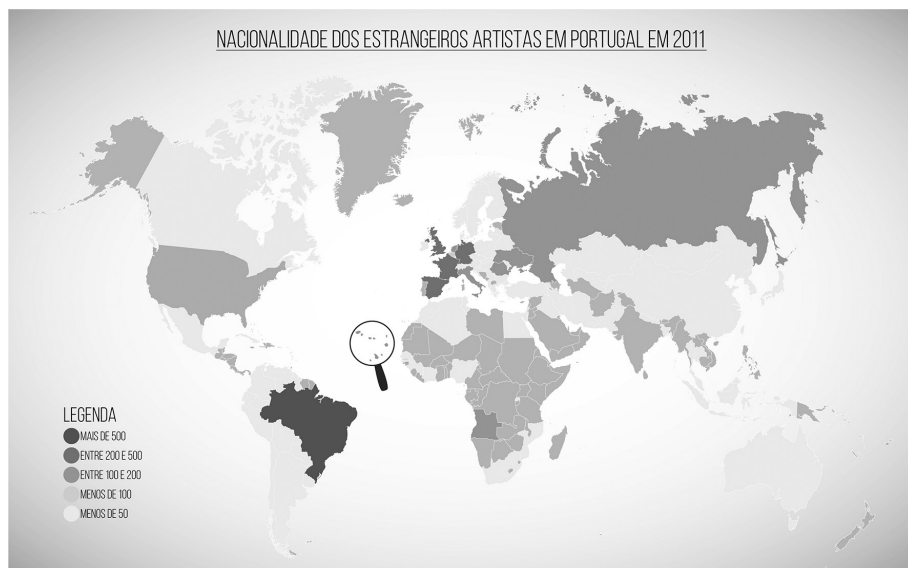 NACIONALIDADE DOS ESTRANGEIROS ARTISTAS EM PORTUGAL EM 2011
LEGENDA
MAIS DE 500
ENTRE 200 E 500
ENTRE 100 E 200
MENOS DE 100
MENOS DE 50